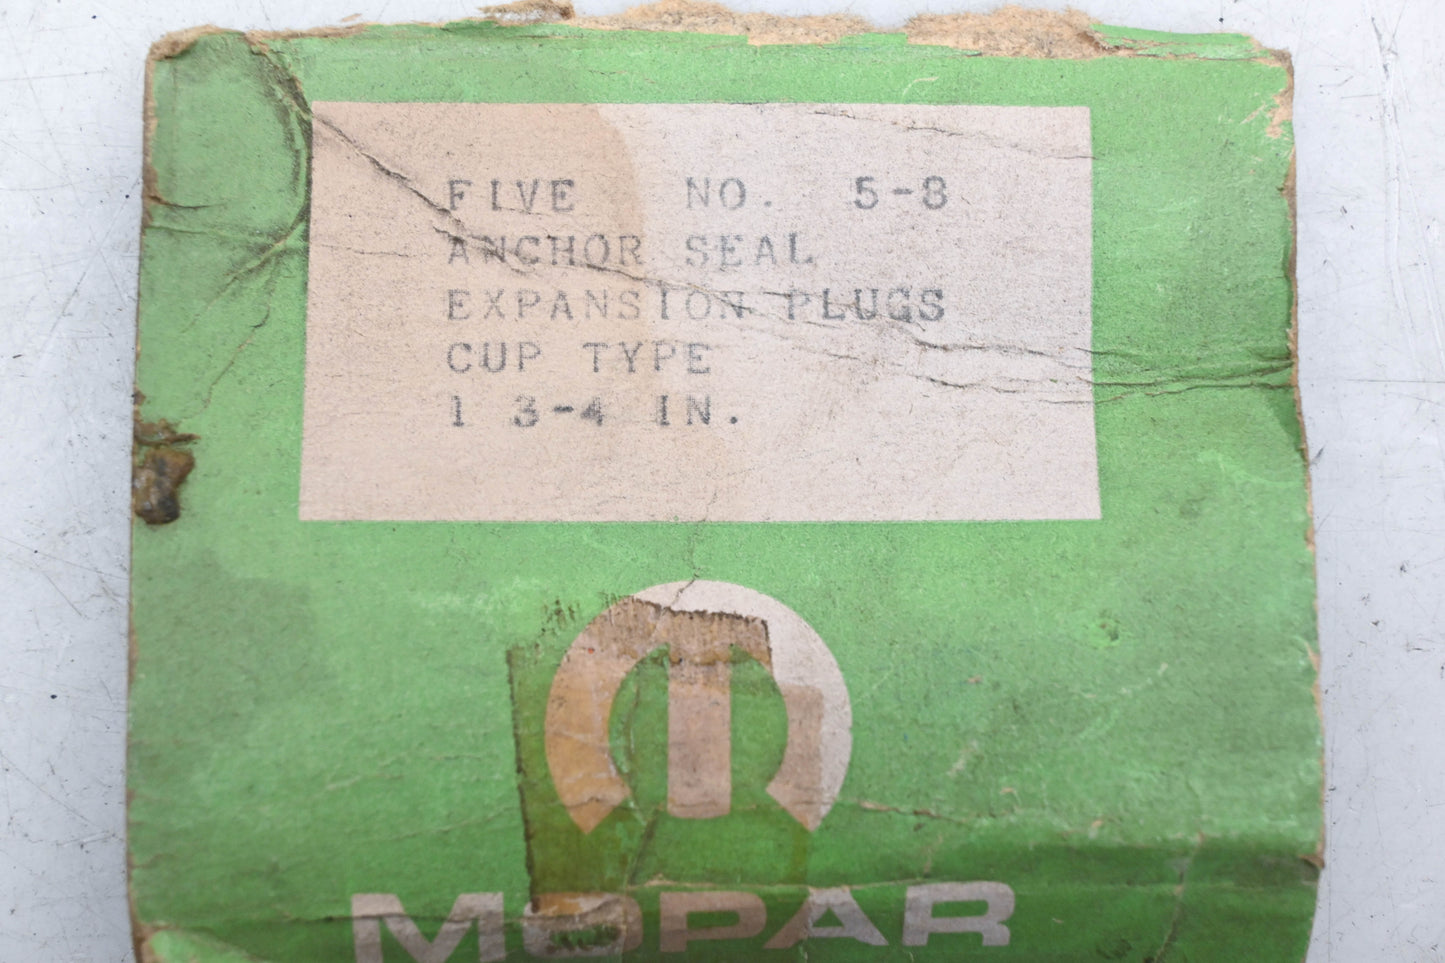 FIVE NO. 5-8
ANCHOR SEAL
EXPANSION PLUGS
CUP TYPE
1 3-4 IN.
MOPAR